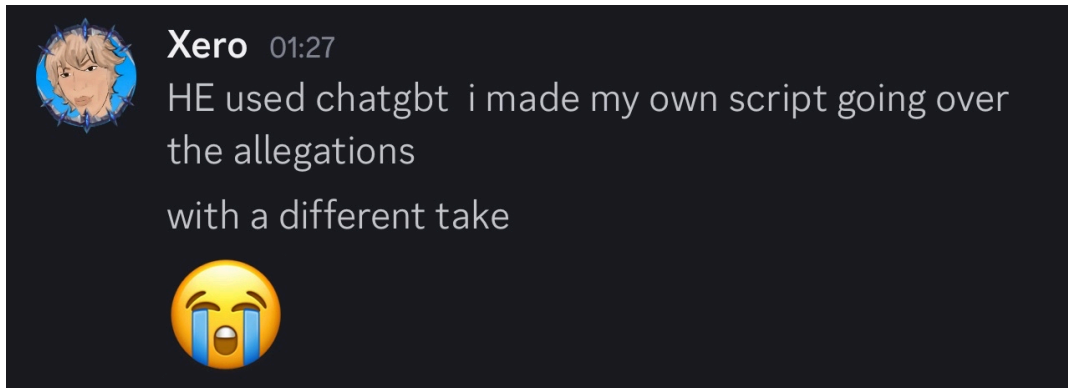 Xero 01:27
HE used chatgbt i made my own script going over
the allegations
with a different take